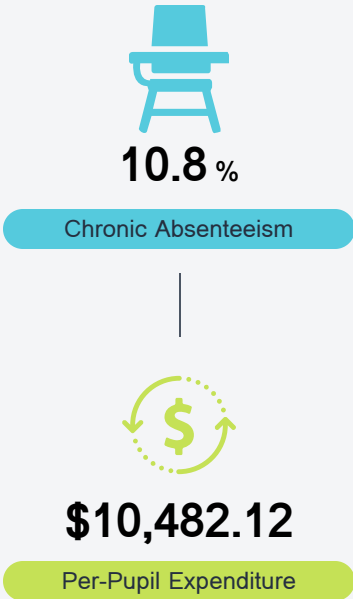 10.8 %
Chronic Absenteeism
$
$10,482.12
Per-Pupil Expenditure